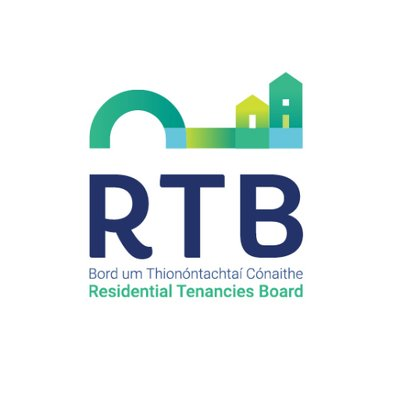 RTB
Bord um Thionóntachtaí Cónaithe
Residential Tenancies Board